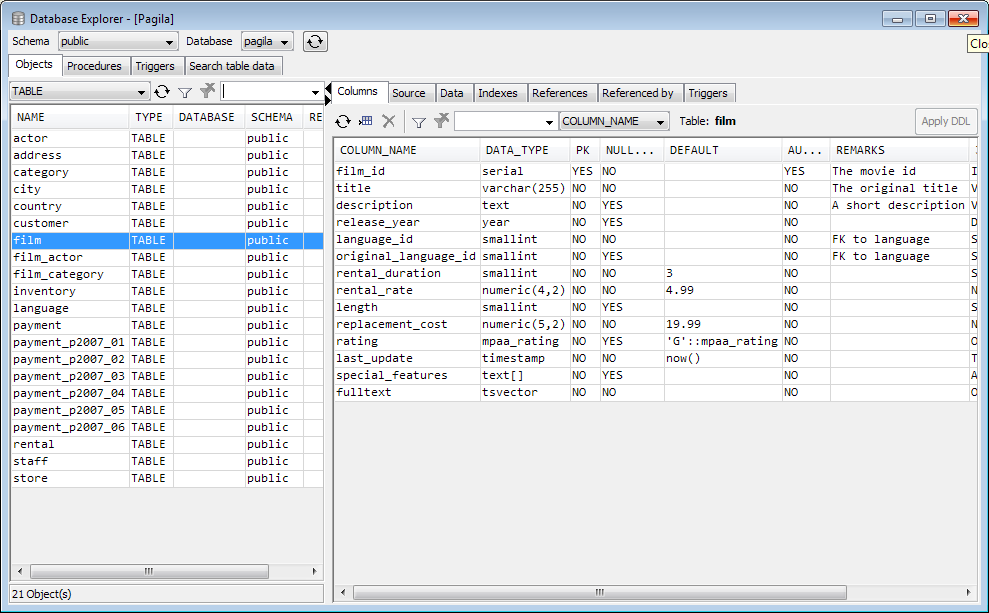 Database Explorer - [Pagila]
Schema public Database pagila
Clo
Objects Procedures Triggers Search table data
TABLE
NAME TYPE DATABASE SCHEMA RE
actor TABLE public
address TABLE public
category TABLE public
city TABLE public
country TABLE public
customer TABLE public
film TABLE public
film_actor TABLE public
film_category TABLE public
inventory TABLE public
language TABLE public
payment TABLE public
payment_p2007_01 TABLE public
payment_p2007_02 TABLE public
payment_p2007_03 TABLE public
payment_p2007_04 TABLE public
payment_p2007_05 TABLE public
payment_p2007_06 TABLE public
rental TABLE public
staff TABLE public
store TABLE public
21 Object(s)
Columns Source Data Indexes References Referenced by Triggers
COLUMN_NAME Table: film Apply DDL
COLUMN_NAME DATA_TYPE PK NULL... DEFAULT AU... REMARKS
film_id serial YES NO YES The movie id I
title varchar(255) NO NO NO The original title V
description text NO YES NO A short description V
release_year year NO YES NO D
language_id smallint NO NO NO FK to language S
original_language_id smallint NO YES NO FK to language S
rental_duration smallint NO NO 3 NO S
rental_rate numeric(4,2) NO NO 4.99 NO N
length smallint NO YES NO S
replacement_cost numeric(5,2) NO NO 19.99 NO N
rating mpaa_rating NO YES 'G'::mpaa_rating NO O
last_update timestamp NO NO now() NO T
special_features text[] NO YES NO A
fulltext tsvector NO NO NO O